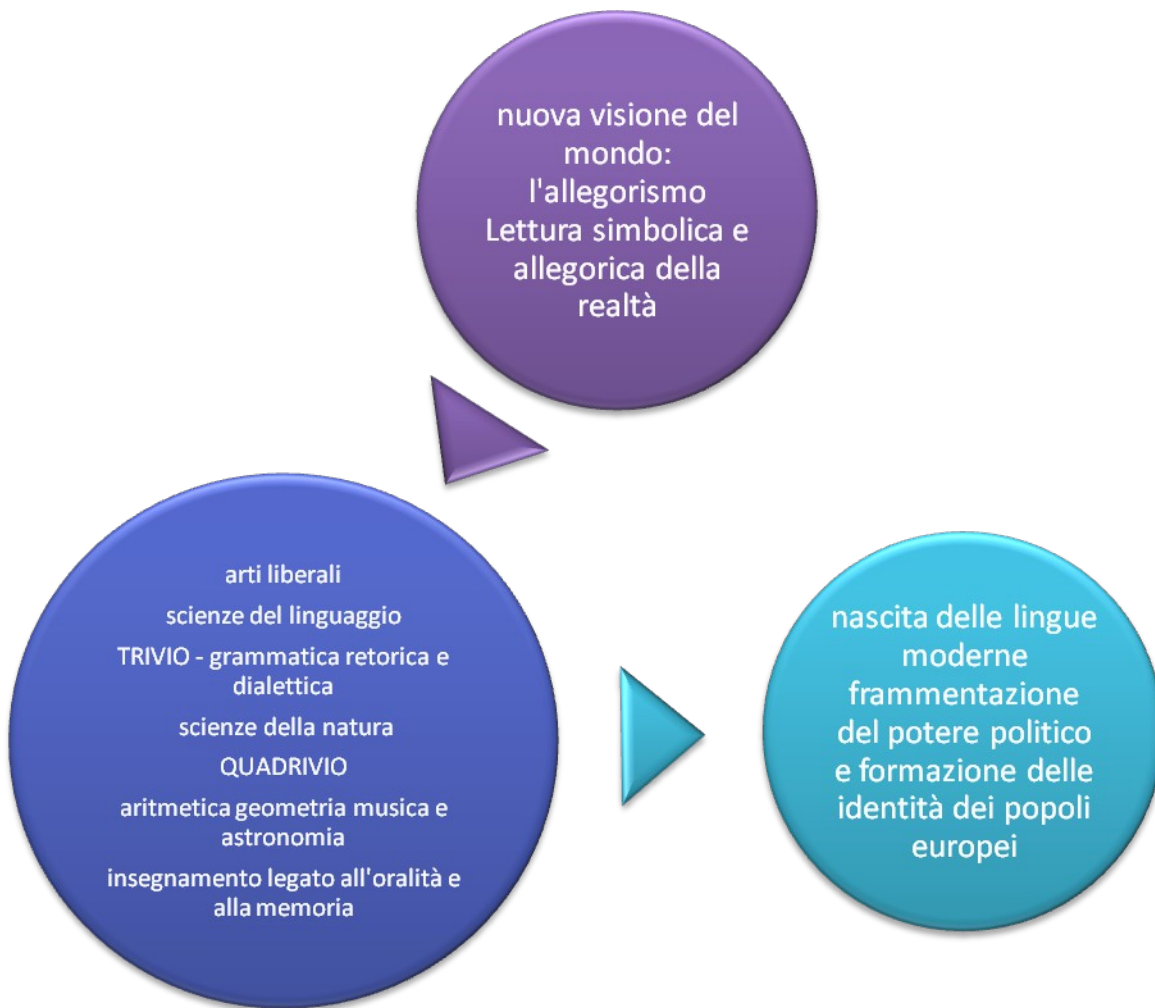 nuova visione del
mondo:
l'allegorismo
Lettura simbolica e
allegorica della
realtà
arti liberali
scienze del linguaggio
TRIVIO - grammatica retorica e
dialettica
scienze della natura
QUADRIVIO
aritmetica geometria musica e
astronomia
insegnamento legato all'oralità e
alla memoria
nascita delle lingue
moderne
frammentazione
del potere politico
e formazione delle
identità dei popoli
europei